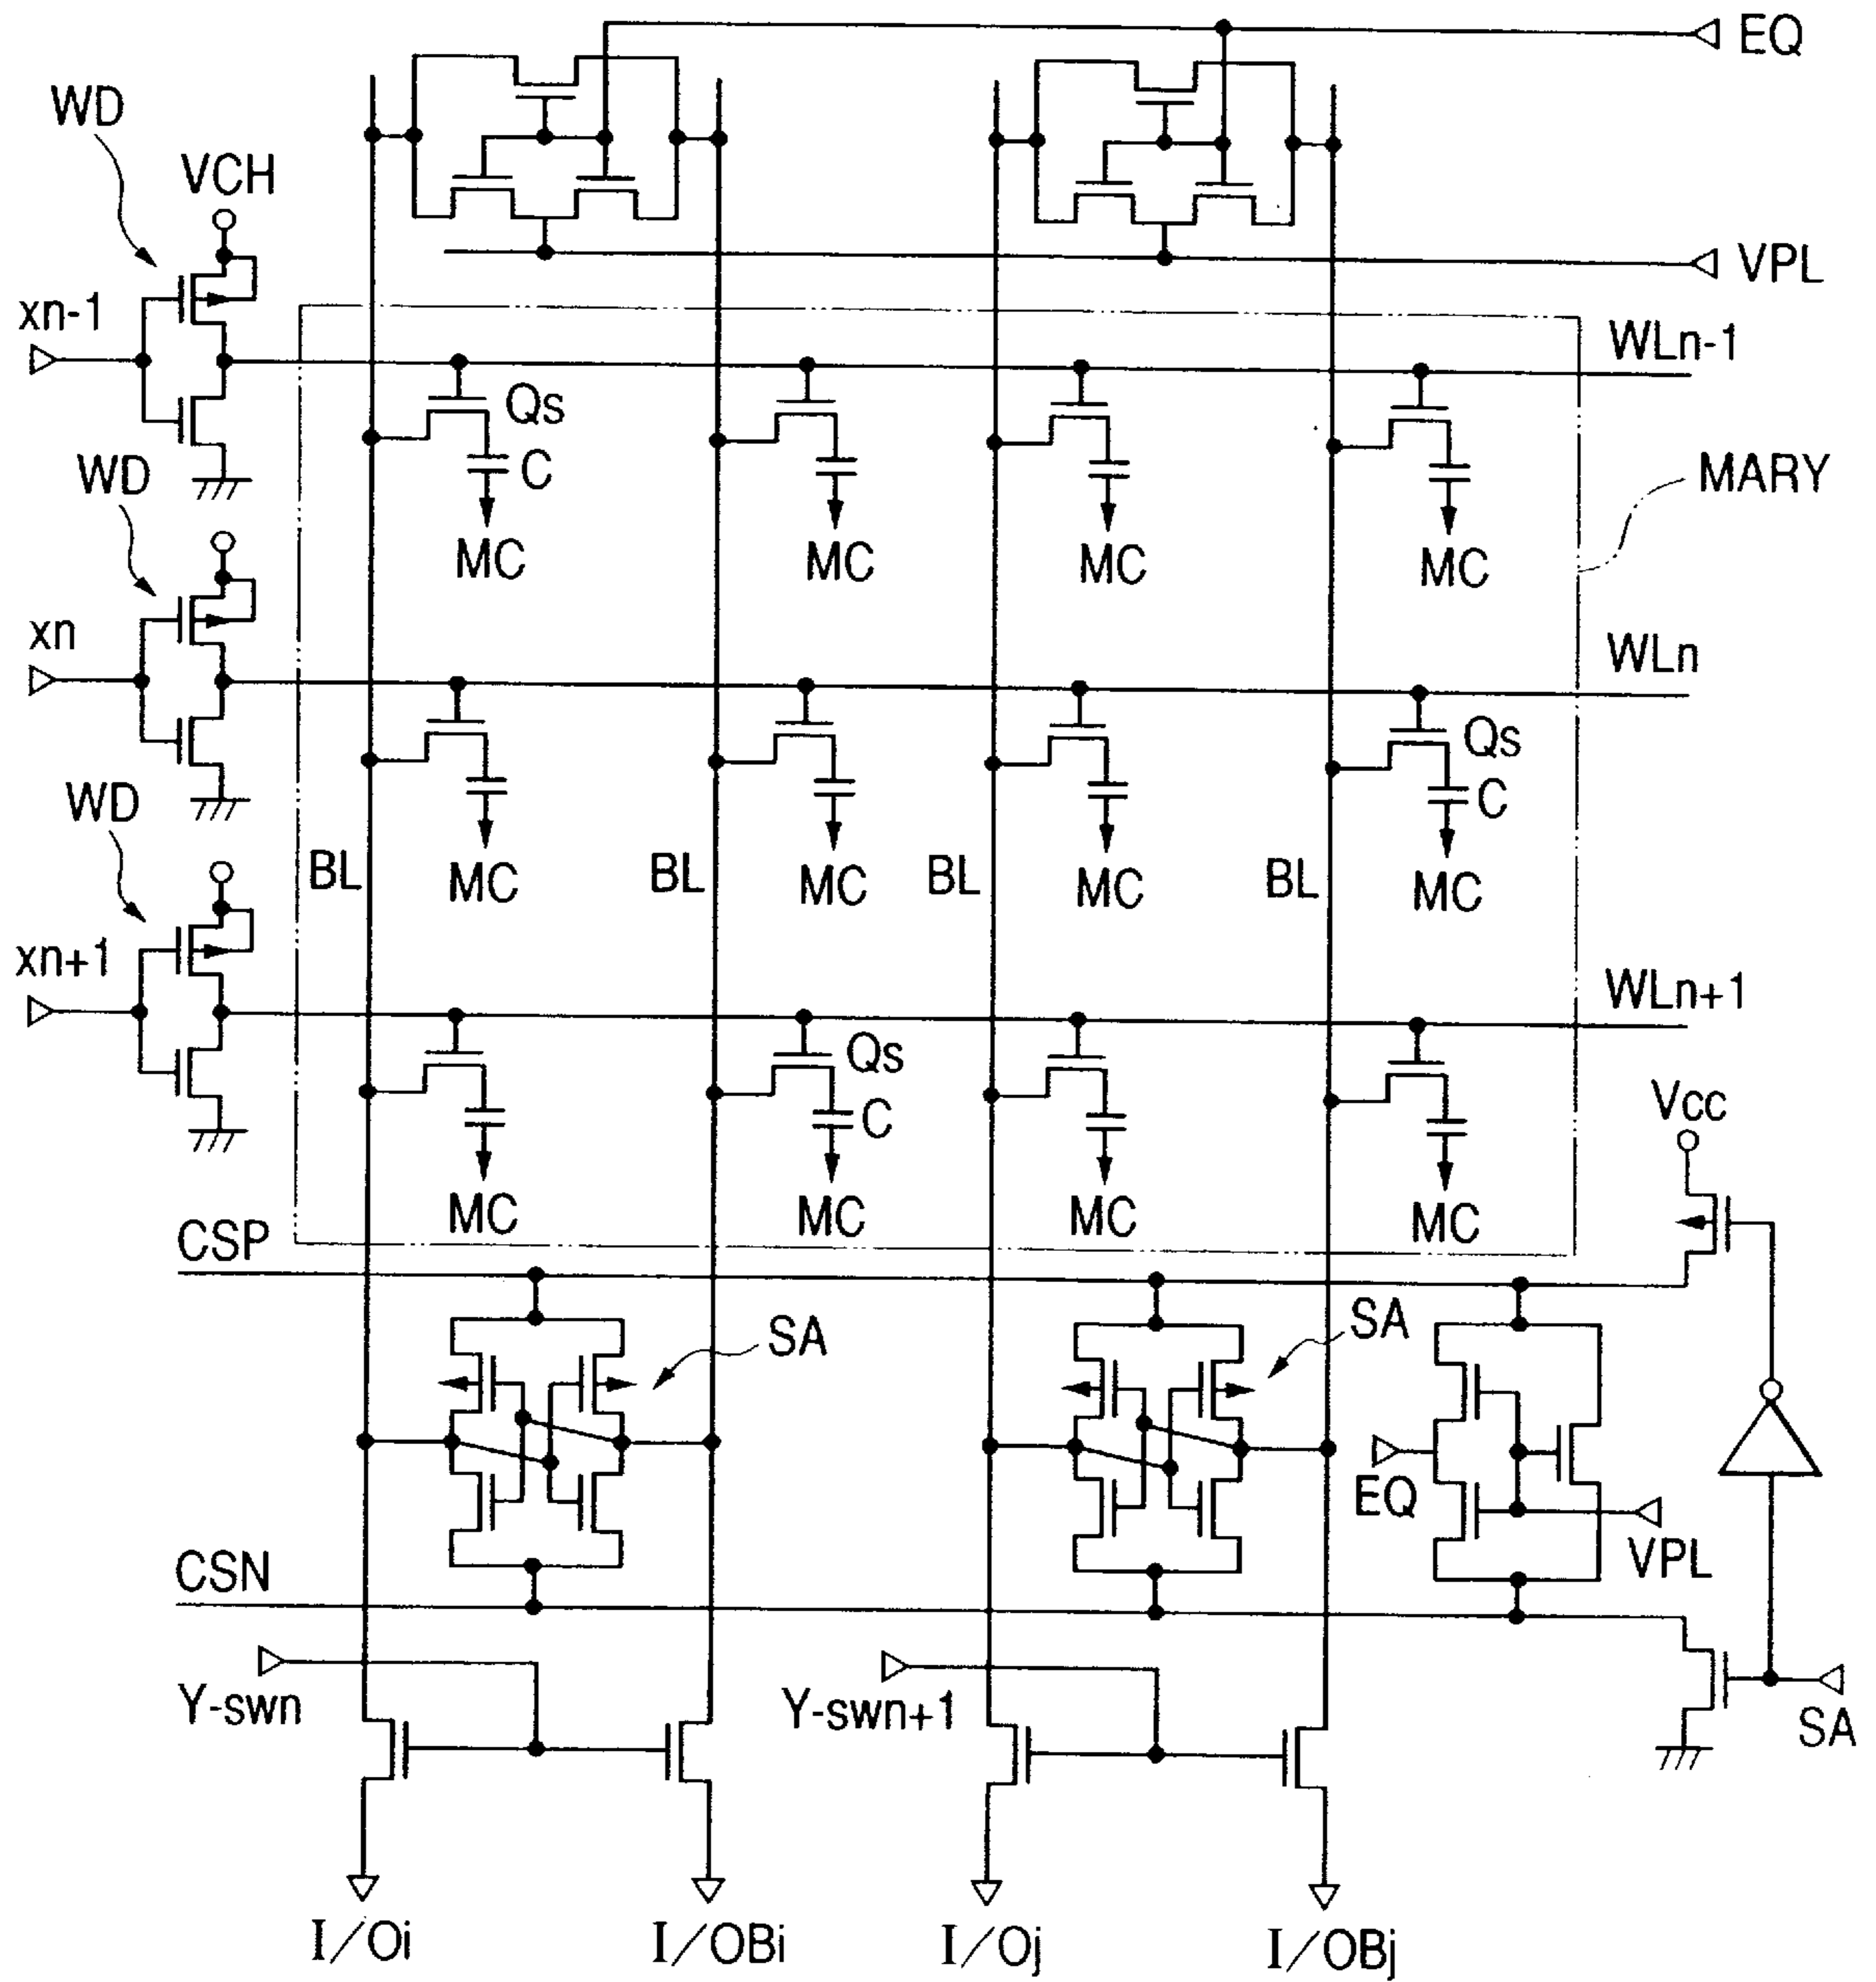 EQ
WD
VCH
VPL
xn-1
WLn-1
Qs
WD
C
MARY
MC MC MC MC
xn
WLn
Qs
WD
C
BL MC BL MC BL MC BL MC
xn+1
WLn+1
Qs
C
Vcc
MC MC MC MC
CSP
SA SA
EQ
VPL
CSN
Y-swn Y-swn+1
SA
I/Oi I/OBi I/Oj I/OBj